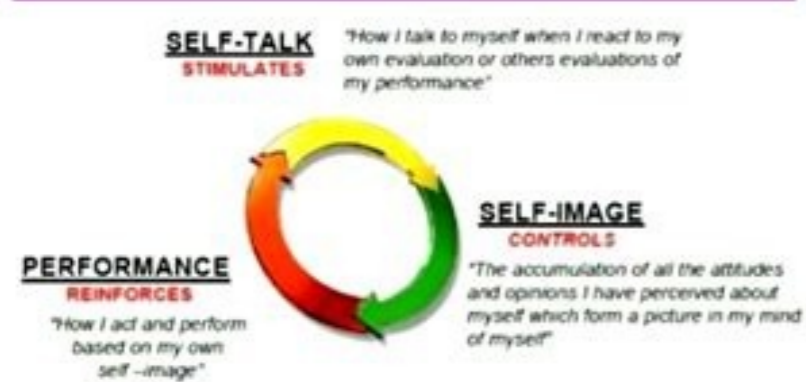 SELF-TALK
STIMULATES
"How I talk to myself when I react to my
own evaluation or others evaluations of
my performance"
SELF-IMAGE
CONTROLS
"The accumulation of all the attitudes
and opinions I have perceived about
myself which form a picture in my mind
of myself"
PERFORMANCE
REINFORCES
"How I act and perform
based on my own
self –image"